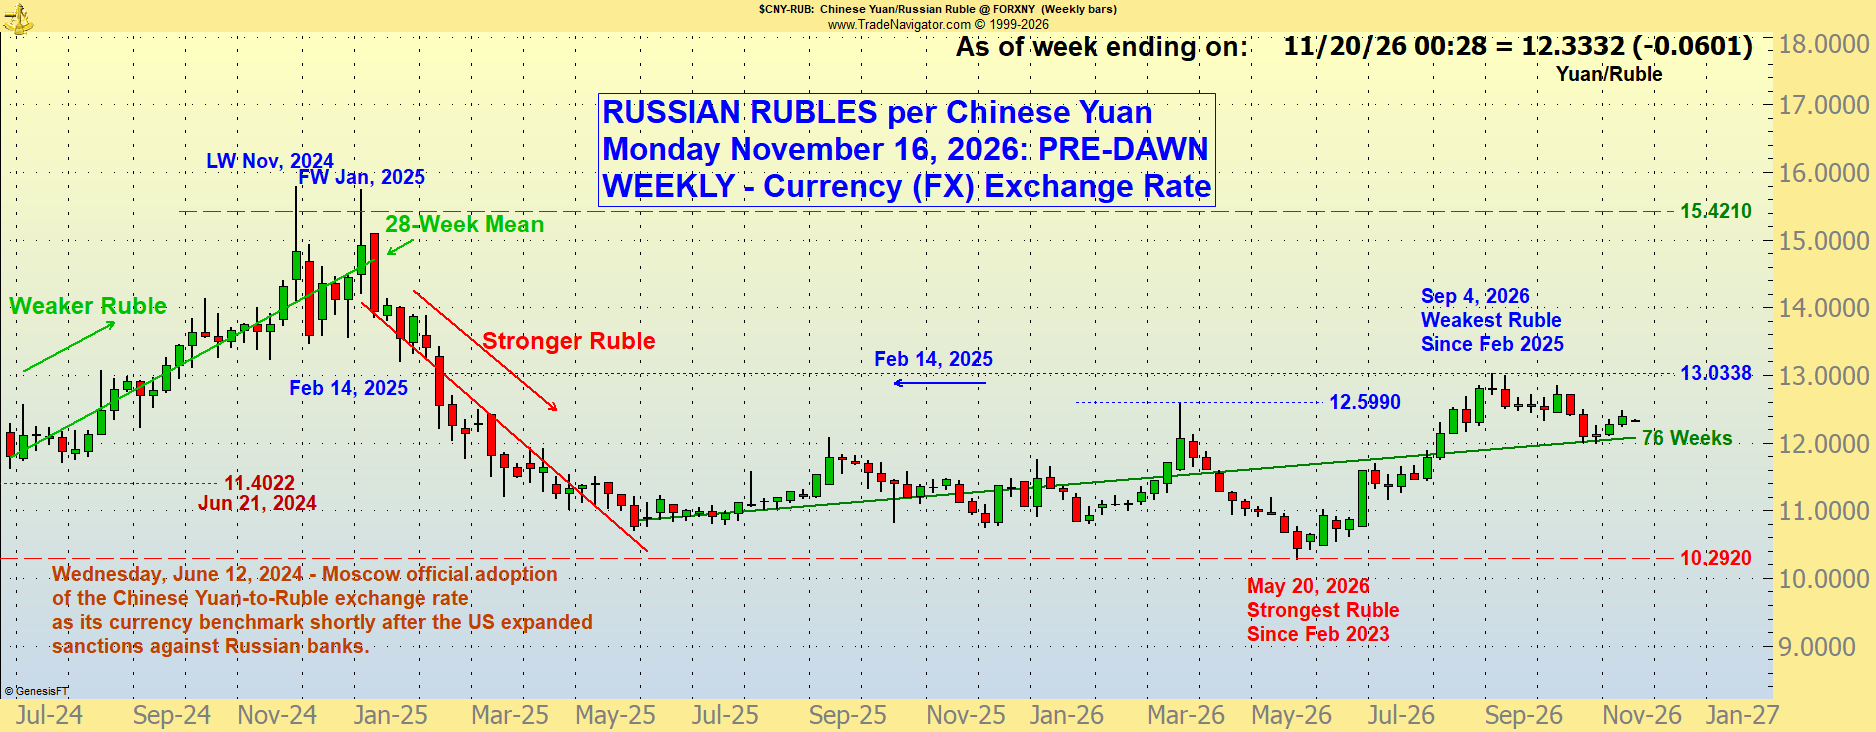 $CNY-RUB: Chinese Yuan/Russian Ruble @ FORXNY (Weekly bars)
www.TradeNavigator.com © 1999-2026
As of week ending on: 11/20/26 00:28 = 12.3332 (-0.0601)
Yuan/Ruble
RUSSIAN RUBLES per Chinese Yuan
Monday November 16, 2026: PRE-DAWN
WEEKLY - Currency (FX) Exchange Rate
LW Nov, 2024
FW Jan, 2025
28-Week Mean
Weaker Ruble
Stronger Ruble
Feb 14, 2025
Feb 14, 2025
11.4022
Jun 21, 2024
12.5990
Sep 4, 2026
Weakest Ruble
Since Feb 2025
15.4210
13.0338
76 Weeks
10.2920
May 20, 2026
Strongest Ruble
Since Feb 2023
Wednesday, June 12, 2024 - Moscow official adoption
of the Chinese Yuan-to-Ruble exchange rate
as its currency benchmark shortly after the US expanded
sanctions against Russian banks.
18.0000
17.0000
16.0000
15.0000
14.0000
13.0000
12.0000
11.0000
10.0000
9.0000
© GenesisFT
Jul-24 Sep-24 Nov-24 Jan-25 Mar-25 May-25 Jul-25 Sep-25 Nov-25 Jan-26 Mar-26 May-26 Jul-26 Sep-26 Nov-26 Jan-27